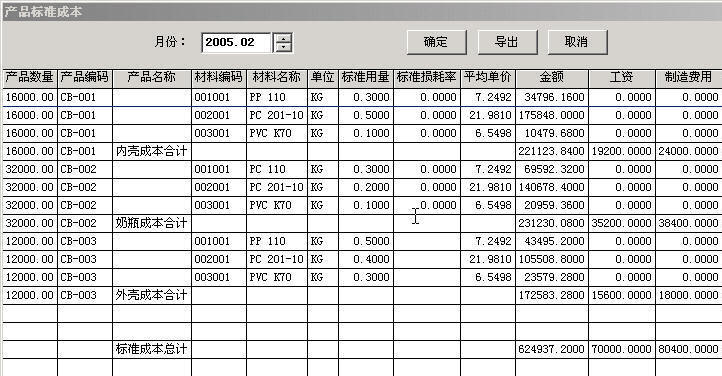 产品标准成本
月份： 2005.02 确定 导出 取消
产品数量 产品编码 产品名称 材料编码 材料名称 单位 标准用量 标准损耗率 平均单价 金额 工资 制造费用
16000.00 CB-001 001001 PP 110 KG 0.3000 0.0000 7.2492 34796.1600 0.0000 0.0000
16000.00 CB-001 002001 PC 201-10 KG 0.5000 0.0000 21.9810 175848.0000 0.0000 0.0000
16000.00 CB-001 003001 PVC K70 KG 0.1000 0.0000 6.5498 10479.6800 0.0000 0.0000
16000.00 CB-001 内壳成本合计 221123.8400 19200.0000 24000.0000
32000.00 CB-002 001001 PC 110 KG 0.3000 0.0000 7.2492 69592.3200 0.0000 0.0000
32000.00 CB-002 002001 PC 201-10 KG 0.2000 0.0000 21.9810 140678.4000 0.0000 0.0000
32000.00 CB-002 003001 PVC K70 KG 0.1000 0.0000 6.5498 20959.3600 0.0000 0.0000
32000.00 CB-002 奶瓶成本合计 231230.0800 35200.0000 38400.0000
12000.00 CB-003 001001 PP 110 KG 0.5000 7.2492 43495.2000 0.0000 0.0000
12000.00 CB-003 002001 PC 201-10 KG 0.4000 21.9810 105508.8000 0.0000 0.0000
12000.00 CB-003 003001 PVC K70 KG 0.3000 6.5498 23579.2800 0.0000 0.0000
12000.00 CB-003 外壳成本合计 172583.2800 15600.0000 18000.0000
标准成本总计 624937.2000 70000.0000 80400.0000